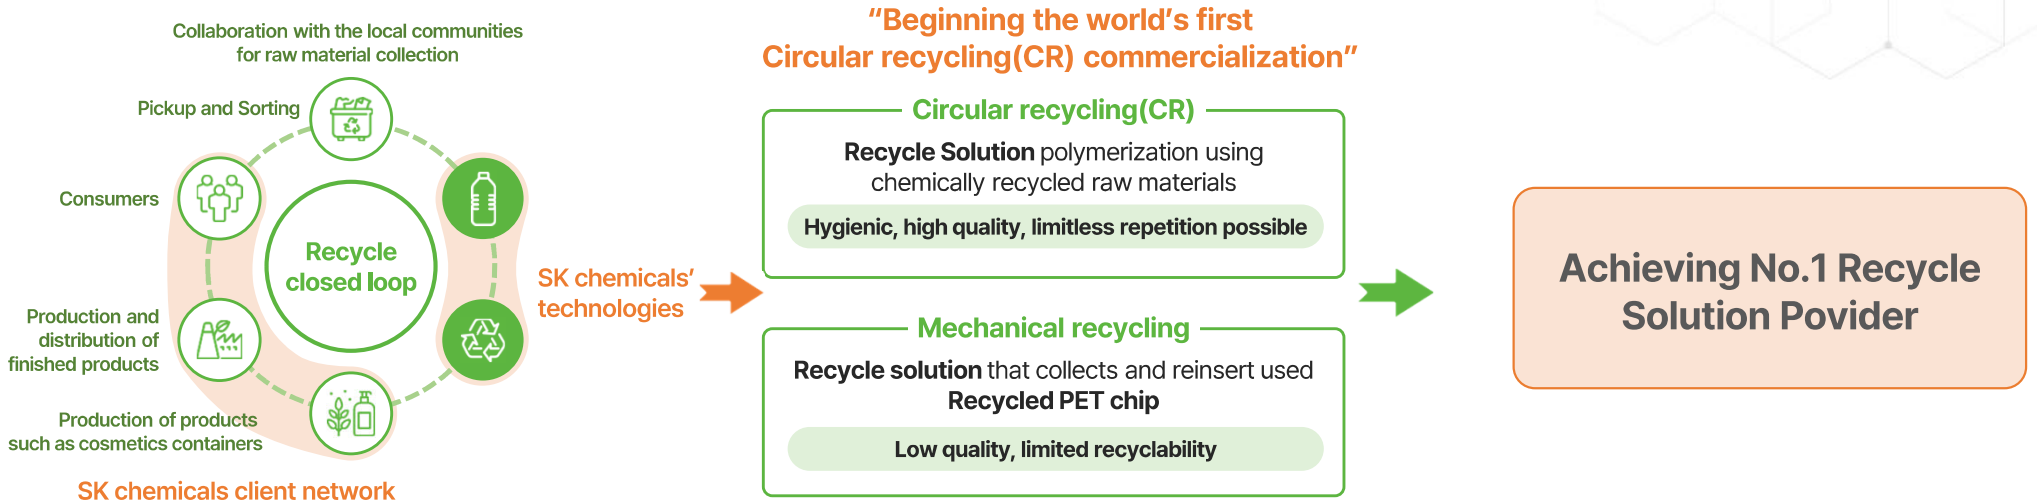 Collaboration with the local communities
for raw material collection
Pickup and Sorting
Consumers
Recycle
closed loop
Production and
distribution of
finished products
Production of products
such as cosmetics containers
SK chemicals client network
SK chemicals’
technologies
“Beginning the world’s first
Circular recycling(CR) commercialization”
Circular recycling(CR)
Recycle Solution polymerization using
chemically recycled raw materials
Hygienic, high quality, limitless repetition possible
Mechanical recycling
Recycle solution that collects and reinsert used
Recycled PET chip
Low quality, limited recyclability
Achieving No.1 Recycle
Solution Povider